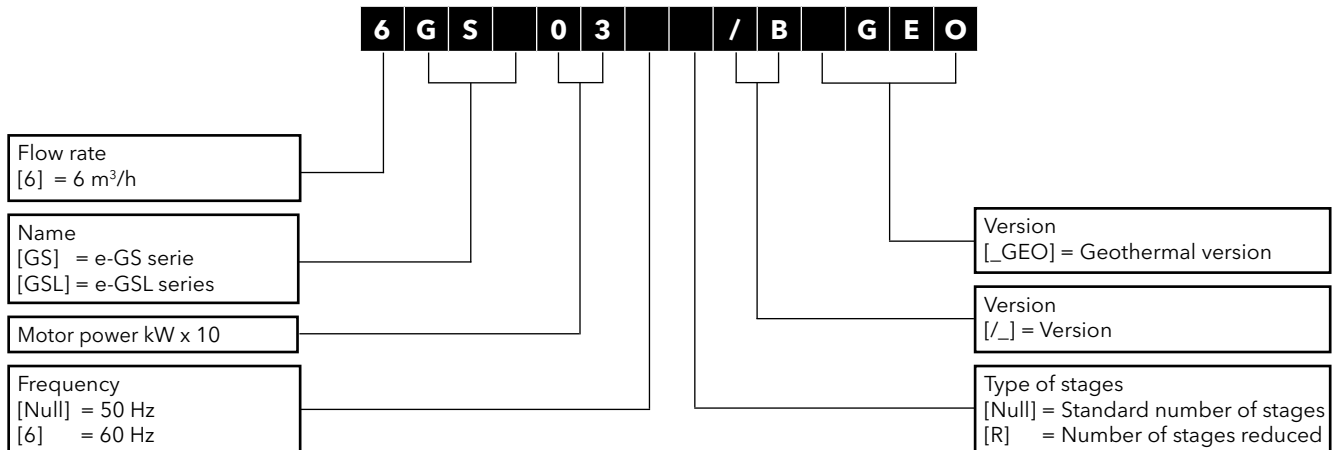 6 G S 0 3 / B G E O
Flow rate
[6] = 6 m³/h
Name
[GS] = e-GS serie
[GSL] = e-GSL series
Motor power kW x 10
Frequency
[Null] = 50 Hz
[6] = 60 Hz
Version
[_GEO] = Geothermal version
Version
[/_] = Version
Type of stages
[Null] = Standard number of stages
[R] = Number of stages reduced